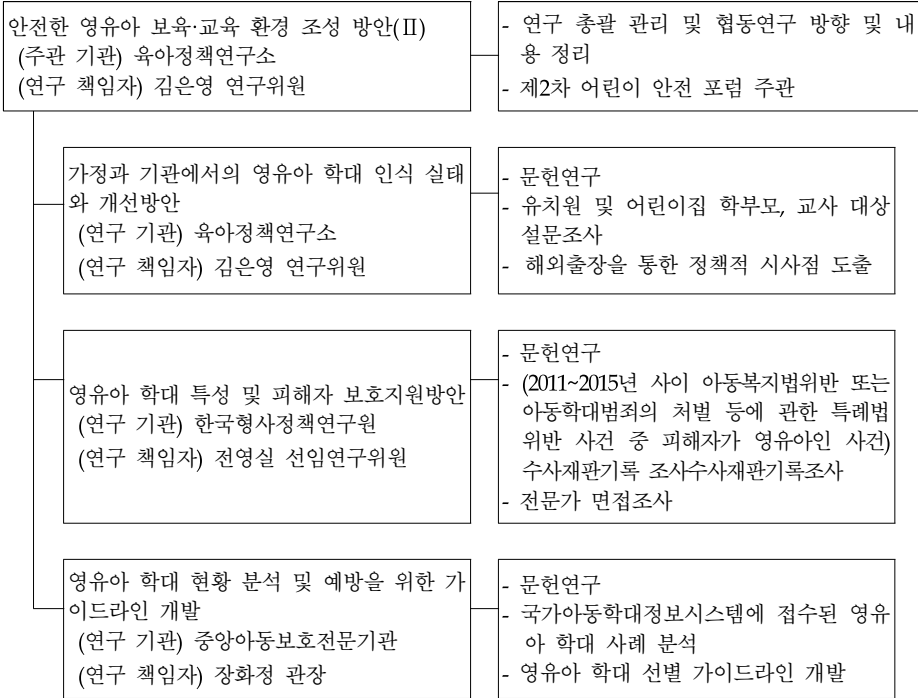 안전한 영유아 보육·교육 환경 조성 방안(Ⅱ)
(주관 기관) 육아정책연구소
(연구 책임자) 김은영 연구위원
- 연구 총괄 관리 및 협동연구 방향 및 내
용 정리
- 제2차 어린이 안전 포럼 주관
가정과 기관에서의 영유아 학대 인식 실태
와 개선방안
(연구 기관) 육아정책연구소
(연구 책임자) 김은영 연구위원
- 문헌연구
- 유치원 및 어린이집 학부모, 교사 대상
설문조사
- 해외출장을 통한 정책적 시사점 도출
영유아 학대 특성 및 피해자 보호지원방안
(연구 기관) 한국형사정책연구원
(연구 책임자) 전영실 선임연구위원
- 문헌연구
- (2011~2015년 사이 아동복지법위반 또는
아동학대범죄의 처벌 등에 관한 특례법
위반 사건 중 피해자가 영유아인 사건)
수사재판기록 조사수사재판기록조사
- 전문가 면접조사
영유아 학대 현황 분석 및 예방을 위한 가
이드라인 개발
(연구 기관) 중앙아동보호전문기관
(연구 책임자) 장화정 관장
- 문헌연구
- 국가아동학대정보시스템에 접수된 영유
아 학대 사례 분석
- 영유아 학대 선별 가이드라인 개발